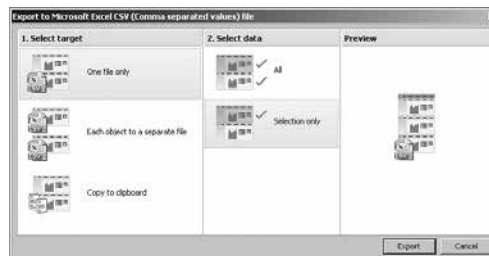 Export to Microsoft Excel CSV (Comma separated values) file
1. Select target
2. Select data
Preview
One file only
All
Each object to a separate file
Selection only
Copy to clipboard
Export
Cancel